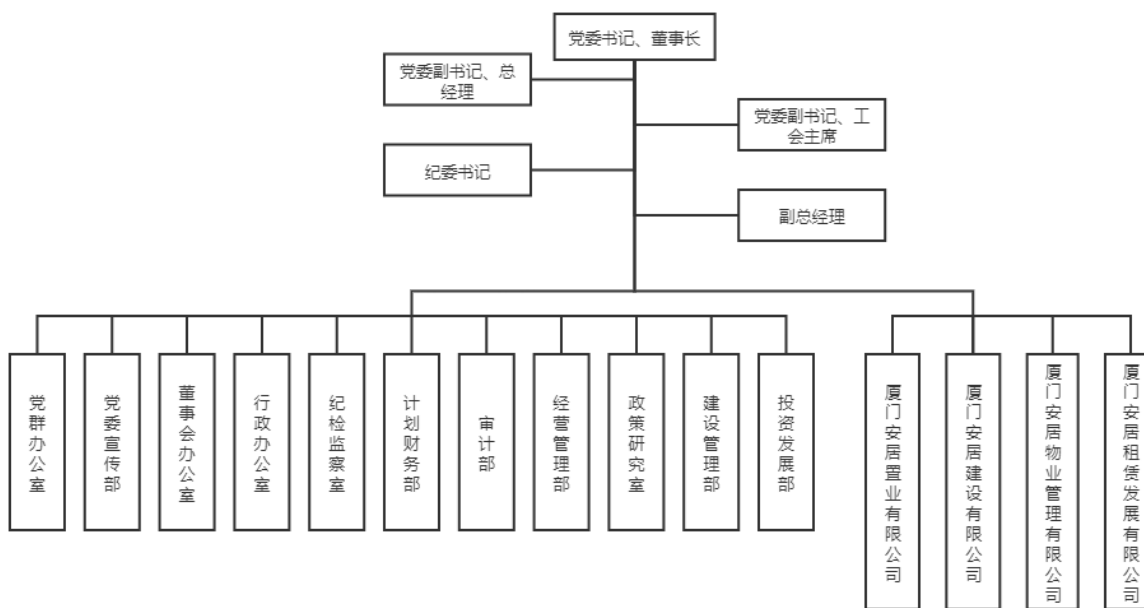 党委书记、董事长
党委副书记、总
经理
党委副书记、工
会主席
纪委书记
副总经理
党群办公室
党委宣传部
董事会办公室
行政办公室
纪检监察室
计划财务部
审计部
经营管理部
政策研究室
建设管理部
投资发展部
厦门安居置业有限公司
厦门安居建设有限公司
厦门安居物业管理有限公司
厦门安居租赁发展有限公司